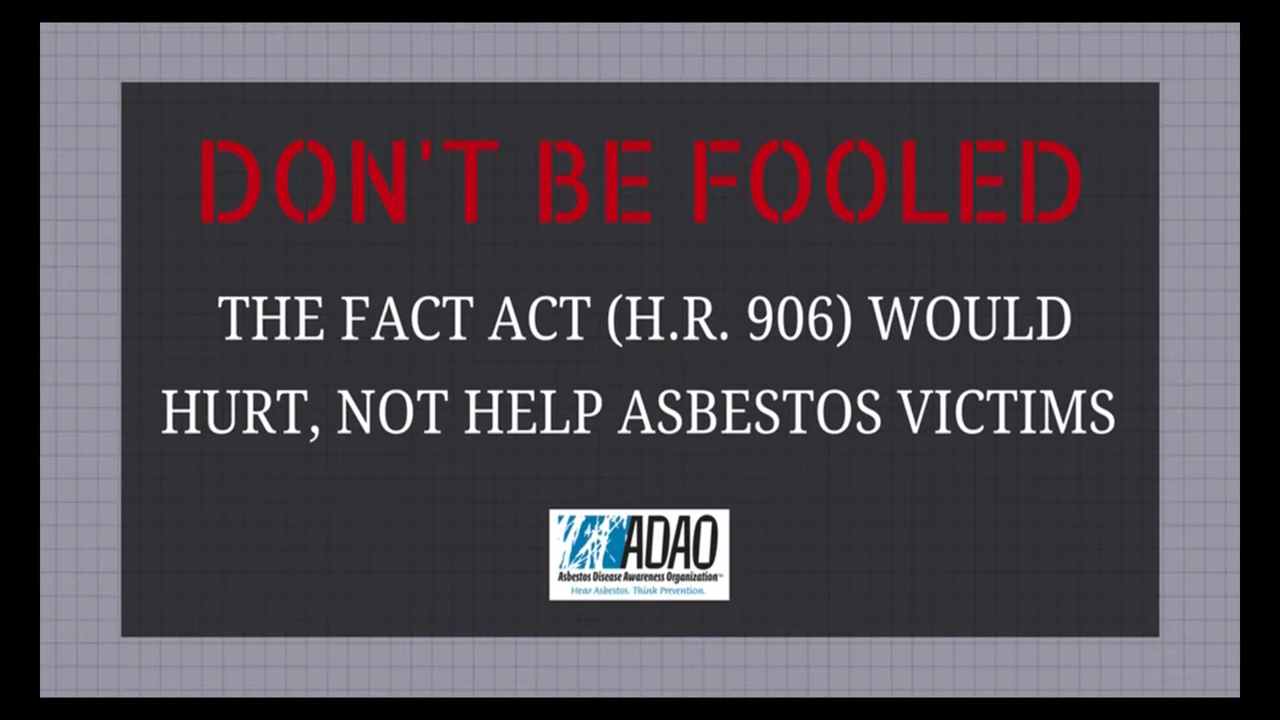 DON'T BE FOOLED
THE FACT ACT (H.R. 906) WOULD
HURT, NOT HELP ASBESTOS VICTIMS
ADAO
Asbestos Disease Awareness Organization™
Hear Asbestos. Think Prevention.